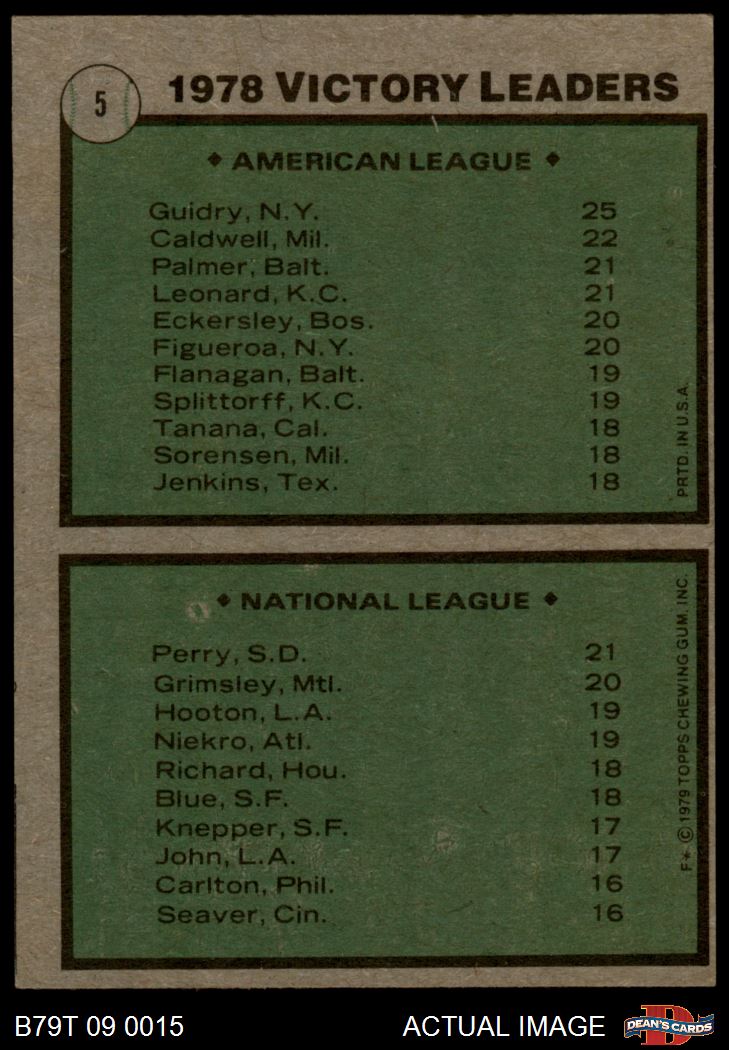 5
1978 VICTORY LEADERS
◆ AMERICAN LEAGUE ◆
Guidry, N.Y. 25
Caldwell, Mil. 22
Palmer, Balt. 21
Leonard, K.C. 21
Eckersley, Bos. 20
Figueroa, N.Y. 20
Flanagan, Balt. 19
Splittorff, K.C. 19
Tanana, Cal. 18
Sorensen, Mil. 18
Jenkins, Tex. 18
PRTD. IN U.S.A.
◆ NATIONAL LEAGUE ◆
Perry, S.D. 21
Grimsley, Mtl. 20
Hooton, L.A. 19
Niekro, Atl. 19
Richard, Hou. 18
Blue, S.F. 18
Knepper, S.F. 17
John, L.A. 17
Carlton, Phil. 16
Seaver, Cin. 16
F* © 1979 TOPPS CHEWING GUM, INC.
B79T 09 0015
ACTUAL IMAGE
D
DEAN'S CARDS